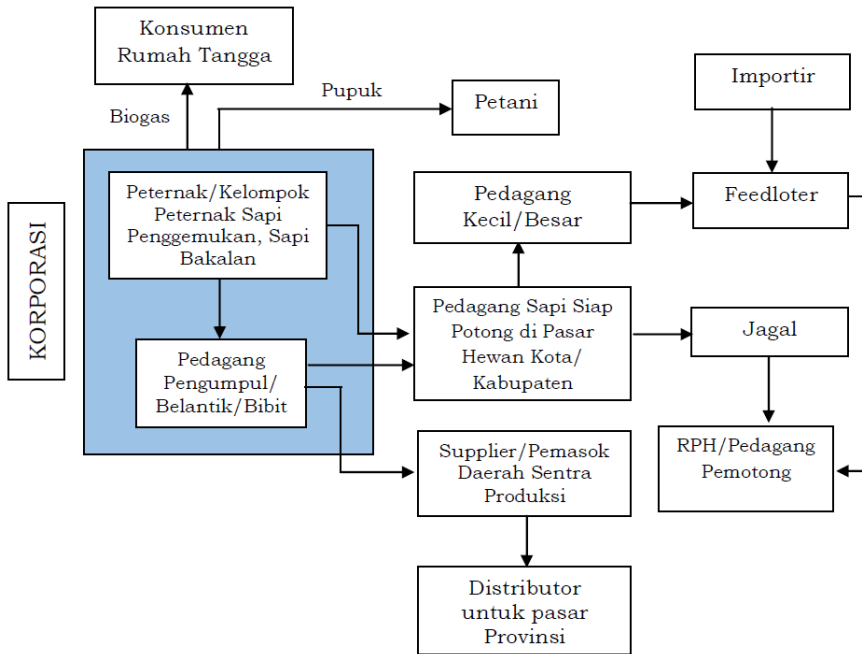 Konsumen
Rumah Tangga
Biogas
Pupuk
Petani
Importir
KORPORASI
Peternak/Kelompok
Peternak Sapi
Penggemukan, Sapi
Bakalan
Pedagang
Kecil/Besar
Feedloter
Pedagang
Pengumpul/
Belantik/Bibit
Pedagang Sapi Siap
Potong di Pasar
Hewan Kota/
Kabupaten
Jagal
Supplier/Pemasok
Daerah Sentra
Produksi
RPH/Pedagang
Pemotong
Distributor
untuk pasar
Provinsi